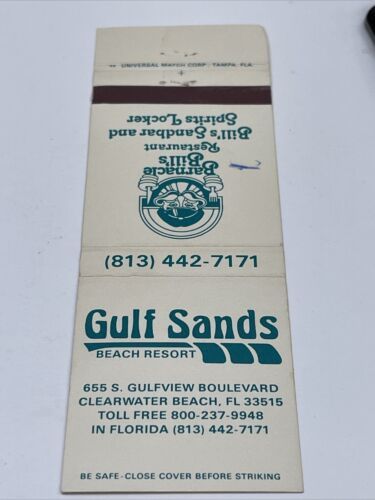 ** UNIVERSAL MATCH CORP., TAMPA, FLA.
Barnacle
Bill's
Restaurant
Bill's Sandbar and
Spirits Locker
(813) 442-7171
Gulf Sands
BEACH RESORT
655 S. GULFVIEW BOULEVARD
CLEARWATER BEACH, FL 33515
TOLL FREE 800-237-9948
IN FLORIDA (813) 442-7171
BE SAFE-CLOSE COVER BEFORE STRIKING